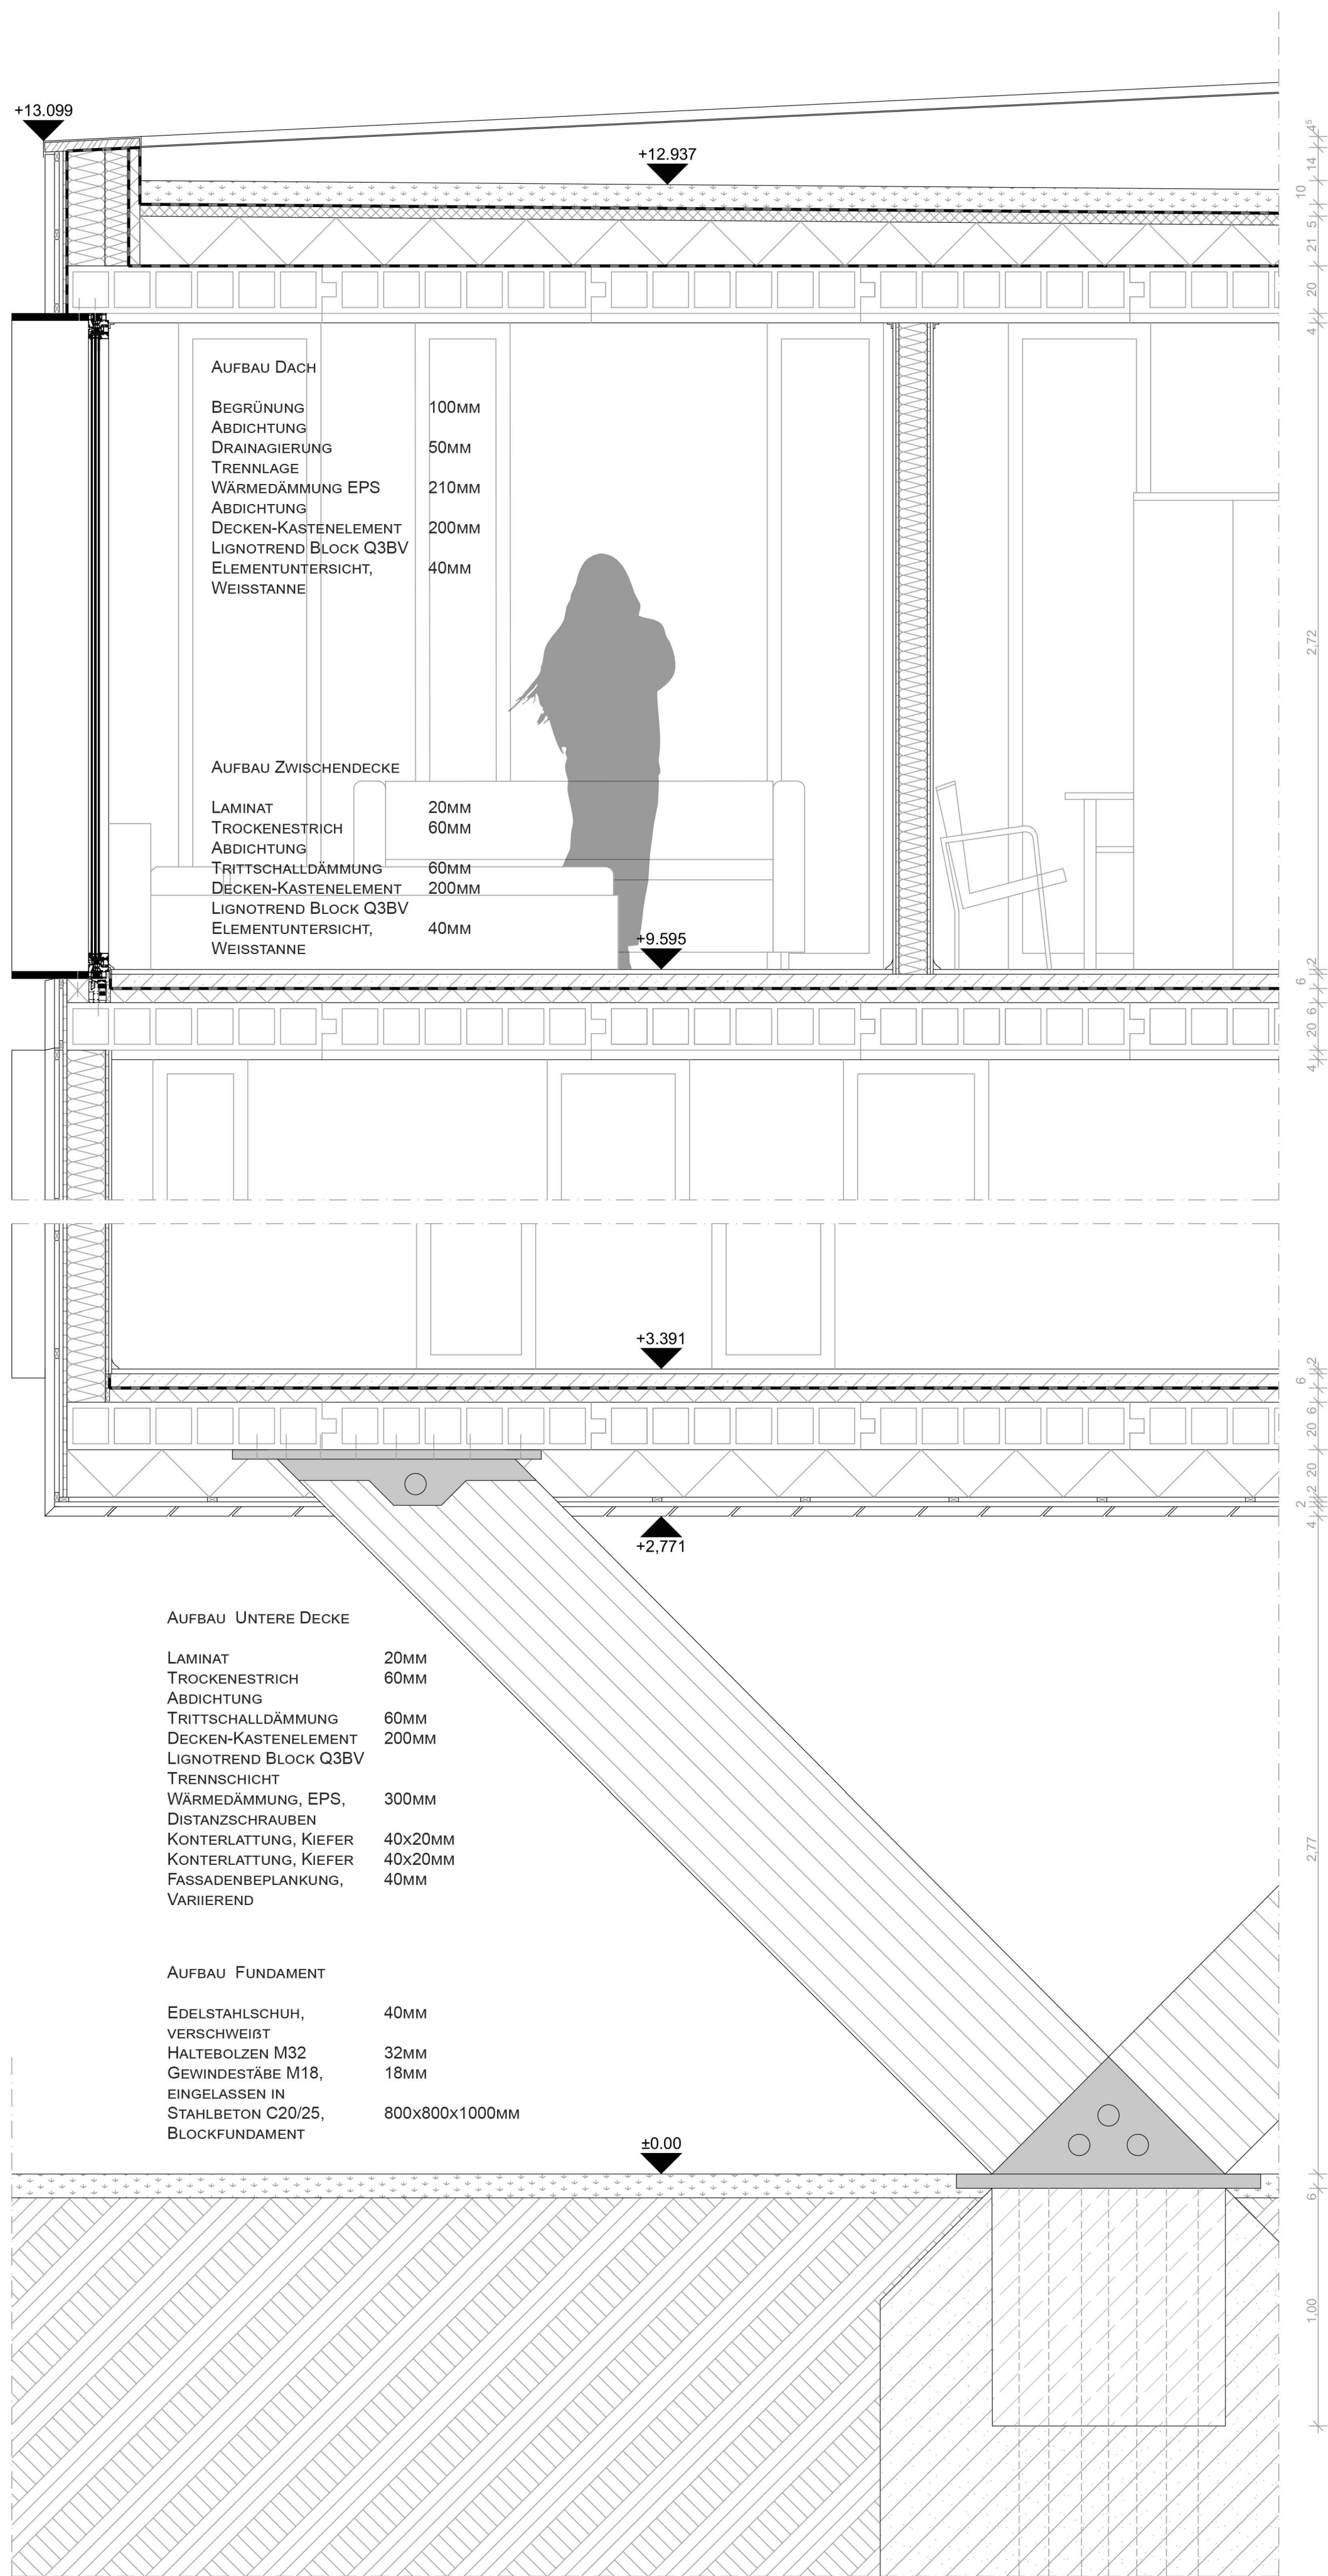 +13.099
+12.937
4⁵
14
10
5
21
20
4
AUFBAU DACH
BEGRÜNUNG 100MM
ABDICHTUNG
DRAINAGIERUNG 50MM
TRENNLAGE
WÄRMEDÄMMUNG EPS 210MM
ABDICHTUNG
DECKEN-KASTENELEMENT 200MM
LIGNOTREND BLOCK Q3BV
ELEMENTUNTERSICHT, 40MM
WEISSTANNE
2,72
AUFBAU ZWISCHENDECKE
LAMINAT 20MM
TROCKENESTRICH 60MM
ABDICHTUNG
TRITTSCHALLDÄMMUNG 60MM
DECKEN-KASTENELEMENT 200MM
LIGNOTREND BLOCK Q3BV
ELEMENTUNTERSICHT, 40MM
WEISSTANNE
+9.595
2
6
6
20
4
+3.391
2
6
6
20
20
2
2
4
+2,771
AUFBAU UNTERE DECKE
LAMINAT 20MM
TROCKENESTRICH 60MM
ABDICHTUNG
TRITTSCHALLDÄMMUNG 60MM
DECKEN-KASTENELEMENT 200MM
LIGNOTREND BLOCK Q3BV
TRENNSCHICHT
WÄRMEDÄMMUNG, EPS, 300MM
DISTANZSCHRAUBEN
KONTERLATTUNG, KIEFER 40X20MM
KONTERLATTUNG, KIEFER 40X20MM
FASSADENBEPLANKUNG, 40MM
VARIIEREND
2,77
AUFBAU FUNDAMENT
EDELSTAHLSCHUH, 40MM
VERSCHWEIßT
HALTEBOLZEN M32 32MM
GEWINDESTÄBE M18, 18MM
EINGELASSEN IN
STAHLBETON C20/25, 800X800X1000MM
BLOCKFUNDAMENT
±0.00
6
1,00